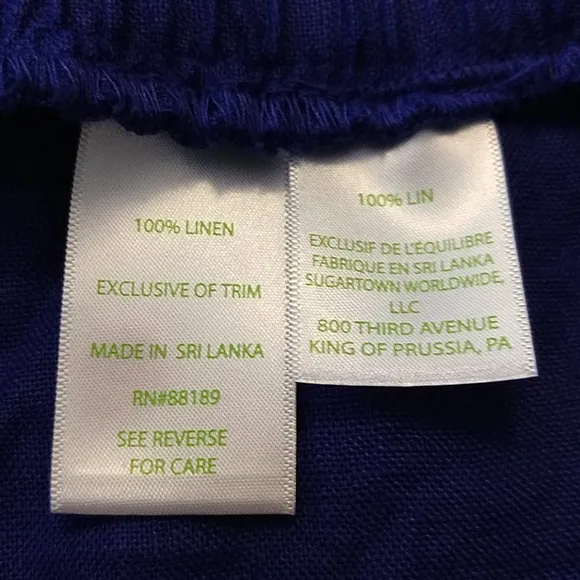 100% LINEN
EXCLUSIVE OF TRIM
MADE IN SRI LANKA
RN#88189
SEE REVERSE
FOR CARE
100% LIN
EXCLUSIF DE L'ÉQUILIBRE
FABRIQUE EN SRI LANKA
SUGARTOWN WORLDWIDE,
LLC
800 THIRD AVENUE
KING OF PRUSSIA, PA